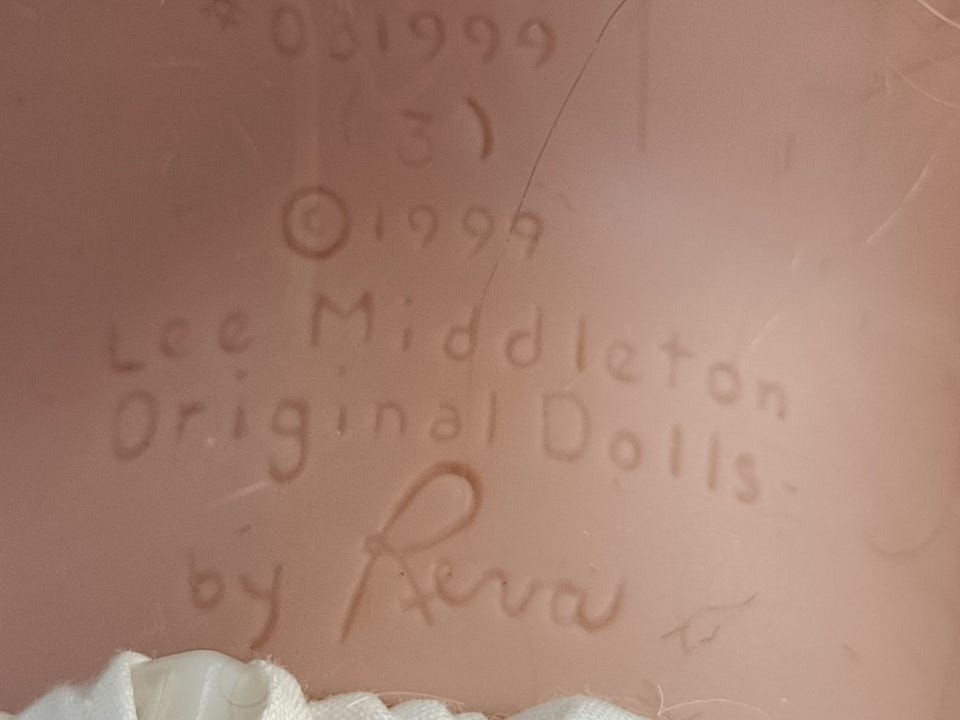 *031999
(3)
©1999
Lee Middleton
Original Dolls
by Reva